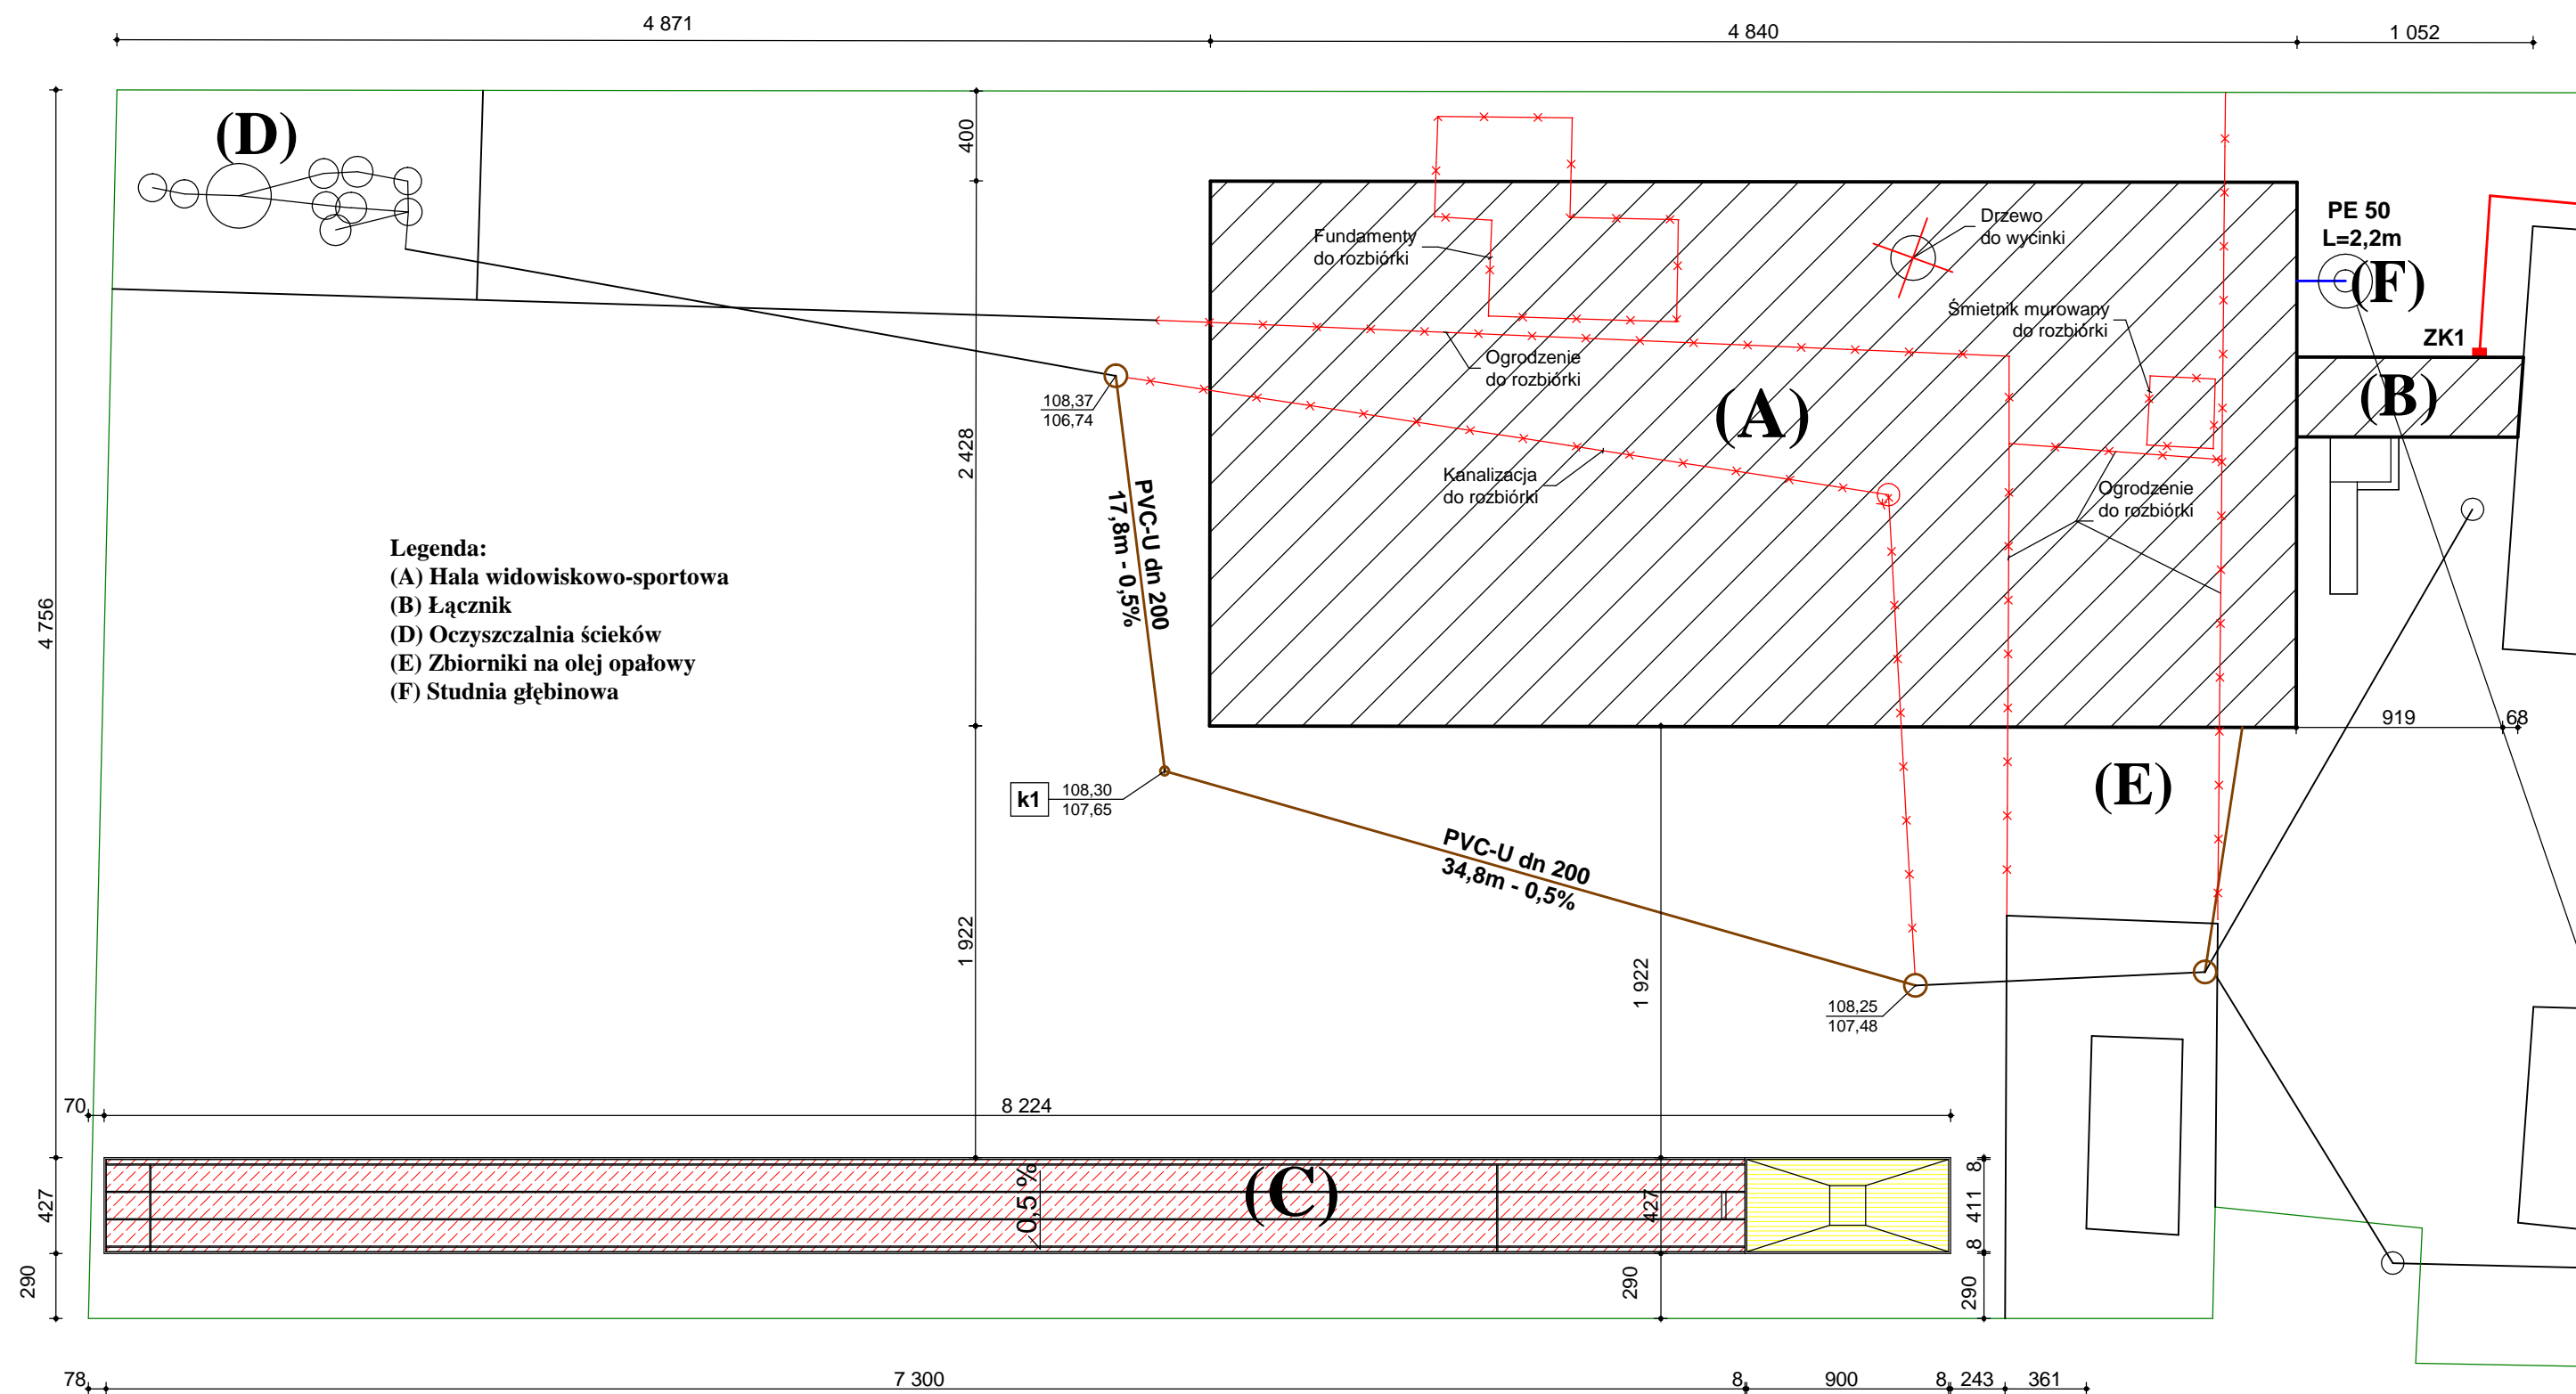 4 871
4 840
1 052
(D)
400
PE 50
L=2,2m
Fundamenty
do rozbiórki
Drzewo
do wycinki
(F)
Śmietnik murowany
do rozbiórki
ZK1
Ogrodzenie
do rozbiórki
108,37
106,74
(A)
(B)
2 428
Kanalizacja
do rozbiórki
Ogrodzenie
do rozbiórki
PVC-U dn 200
17,8m - 0,5%
Legenda:
(A) Hala widowiskowo-sportowa
(B) Łącznik
(D) Oczyszczalnia ścieków
(E) Zbiorniki na olej opałowy
(F) Studnia głębinowa
4 756
919
68
k1
108,30
107,65
(E)
PVC-U dn 200
34,8m - 0,5%
1 922
1 922
108,25
107,48
70
8 224
427
0,5 %
(C)
427
8
411
8
290
290
290
78
7 300
8
900
8
243
361